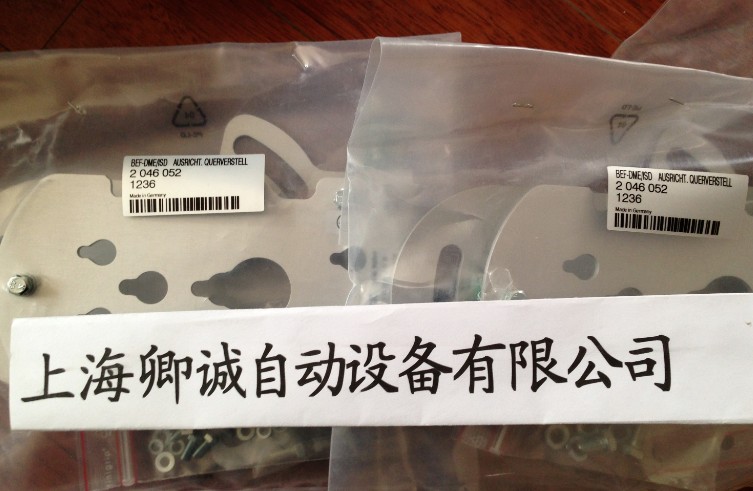 BEF-DME/ISD AUSRICHT. QUERVERSTELL
2 046 052
1236
Made in Germany
BEF-DME/ISD AUSRICHT. QUERVERSTELL
2 046 052
1236
Made in Germany
上海卿诚自动设备有限公司